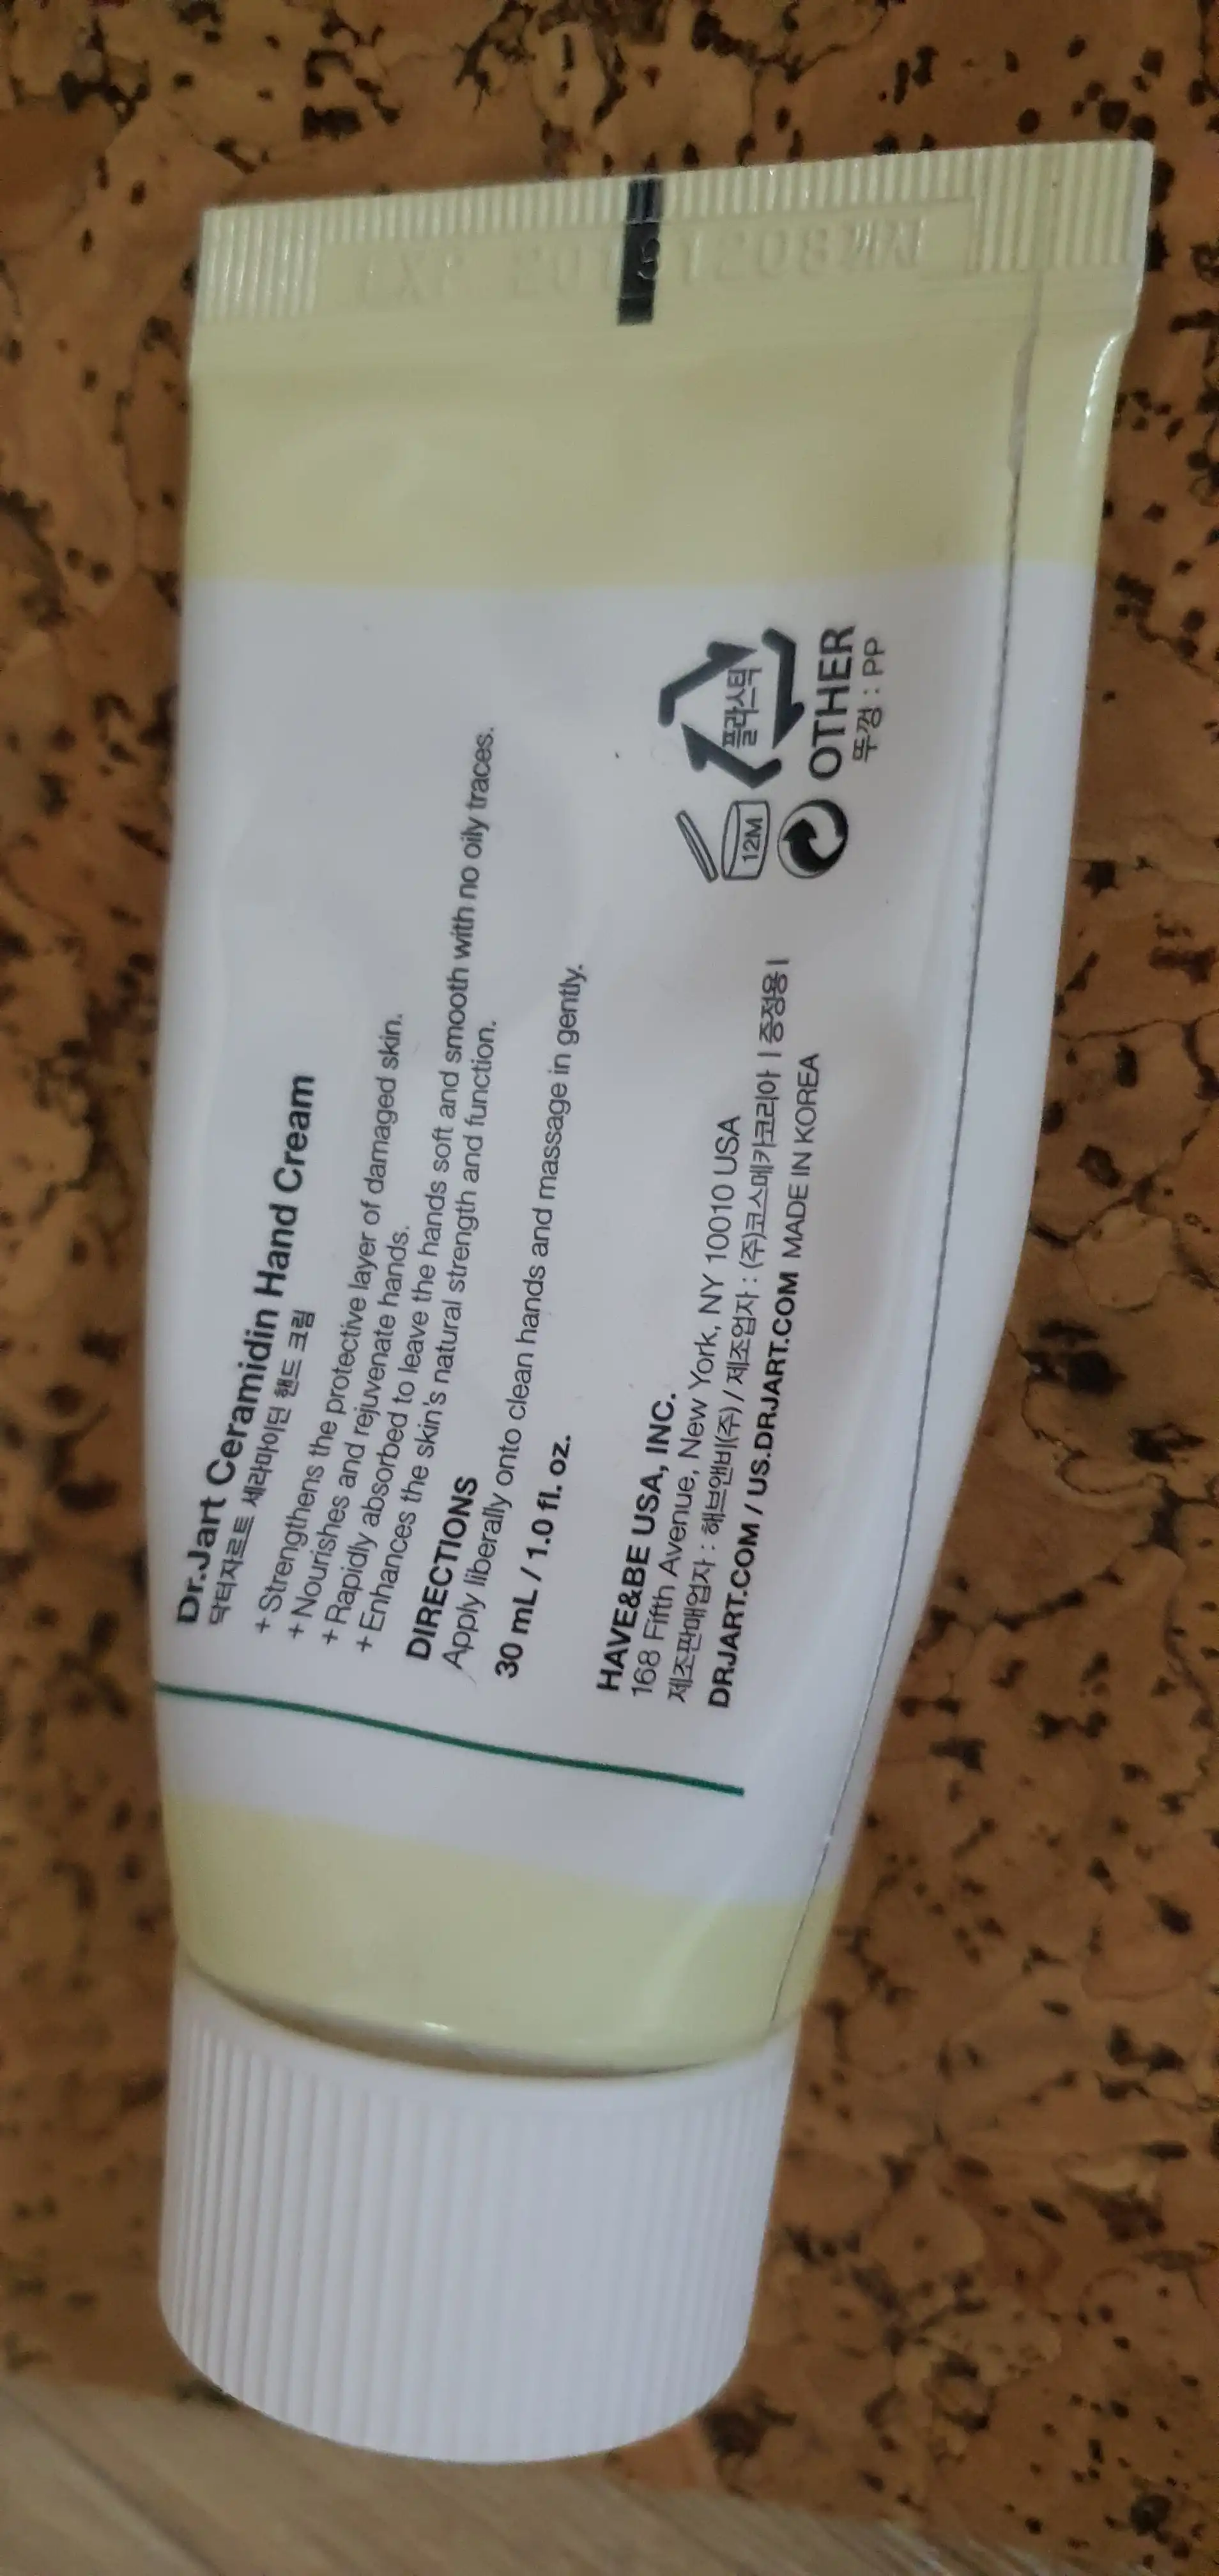 Dr.Jart Ceramidin Hand Cream
닥터자르트 세라마이딘 핸드 크림
+ Strengthens the protective layer of damaged skin.
+ Nourishes and rejuvenate hands.
+ Rapidly absorbed to leave the hands soft and smooth with no oily traces.
+ Enhances the skin's natural strength and function.
DIRECTIONS
Apply liberally onto clean hands and massage in gently.
30 mL / 1.0 fl. oz.
HAVE&BE USA, INC.
168 Fifth Avenue, New York, NY 10010 USA
제조판매업자 : 해브앤비(주) / 제조업자 : (주)코스메카코리아 | 증정용 |
DRJART.COM / US.DRJART.COM MADE IN KOREA
12M
플라스틱
OTHER
뚜껑 : PP
EXP